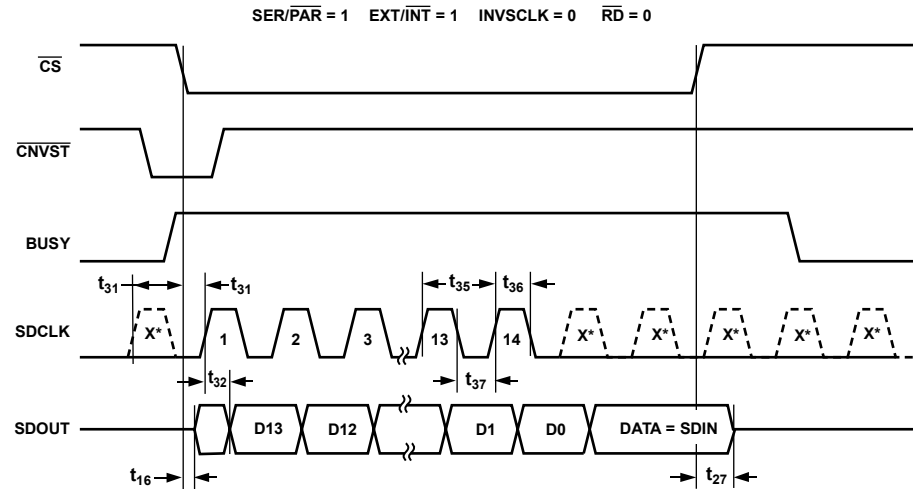 SER/PAR = 1 EXT/INT = 1 INVSCLK = 0 RD = 0
CS
CNVST
BUSY
t31 t31 t35 t36
SDCLK X* 1 2 3 13 14 X* X* X* X* X*
t32 t37
SDOUT D13 D12 D1 D0 DATA = SDIN
t16 t27